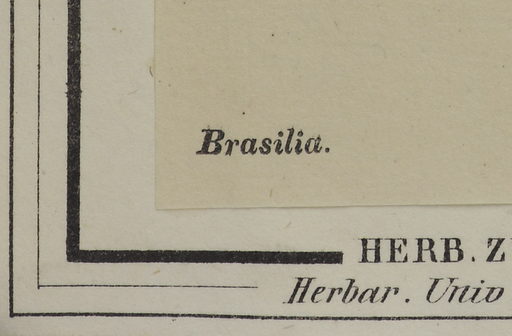 Brasilia.
HERB. Z
Herbar. Univ